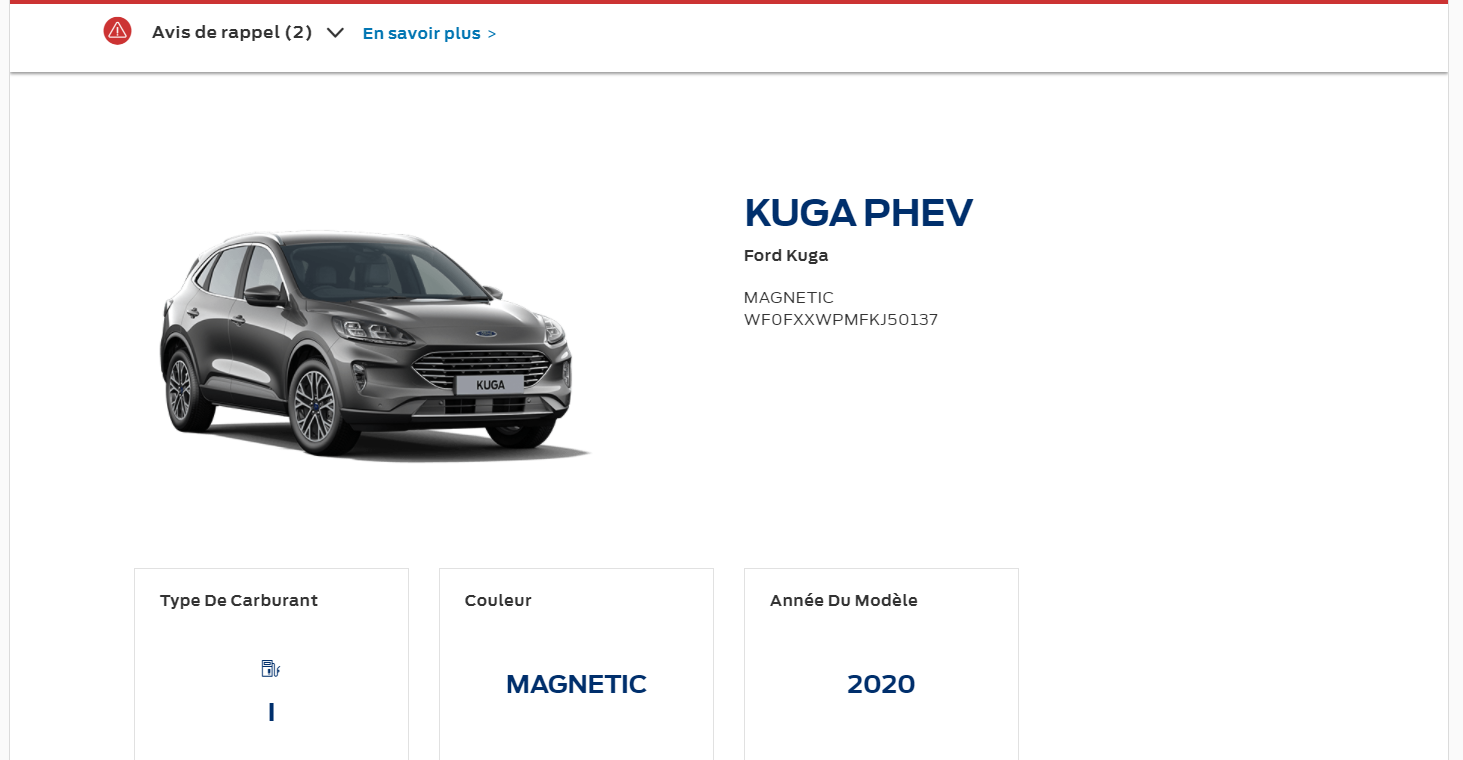 Avis de rappel (2) En savoir plus >
KUGA PHEV
Ford Kuga
MAGNETIC
WF0FXXWPMFKJ50137
KUGA
Type De Carburant
I
Couleur
MAGNETIC
Année Du Modèle
2020